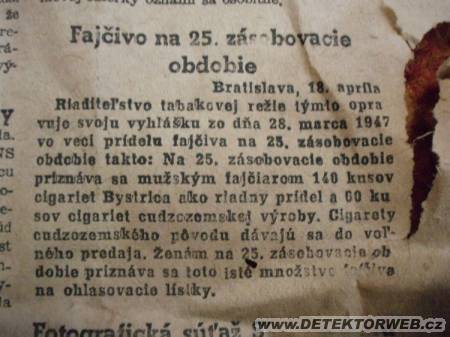 Fajčivo na 25. zásobovacie
obdobie
Bratislava, 18. apríla
Riaditeľstvo tabakovej režie týmto opra
vuje svoju vyhlášku zo dňa 28. marca 1947
vo veci prídelu fajčiva na 25. zásobovacie
obdobie takto: Na 25. zásobovacie obdobie
priznáva sa mužským fajčiarom 140 kusov
cigariet Bystrica ako riadny prídel a 60 ku
sov cigariet cudzozemskej výroby. Cigarety
cudzozemského pôvodu dávajú sa do voľ
ného predaja. Ženám na 25. zásobovacie ob
dobie priznáva sa toto isté množstvo fajčiva
na ohlasovacie lístky.
Fotografická súťaž
www.DETEKTORWEB.cz